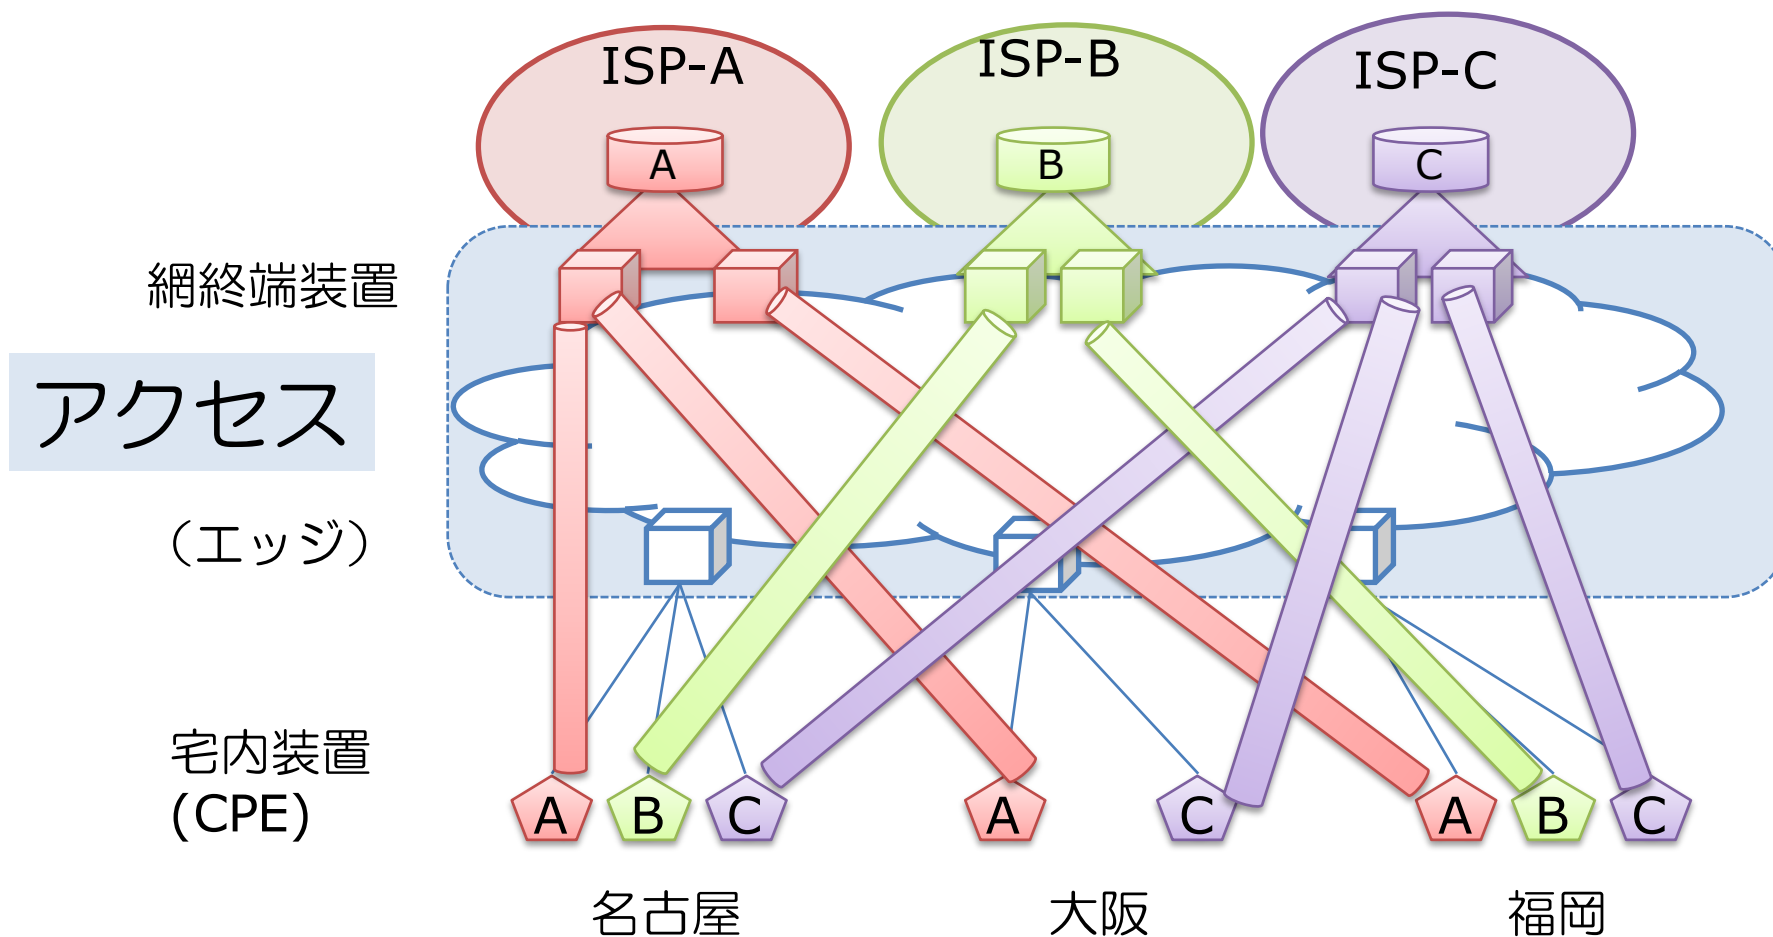 ISP-A
ISP-B
ISP-C
A
B
C
網終端装置
アクセス
（エッジ）
宅内装置
(CPE)
A
B
C
A
C
A
B
C
名古屋
大阪
福岡